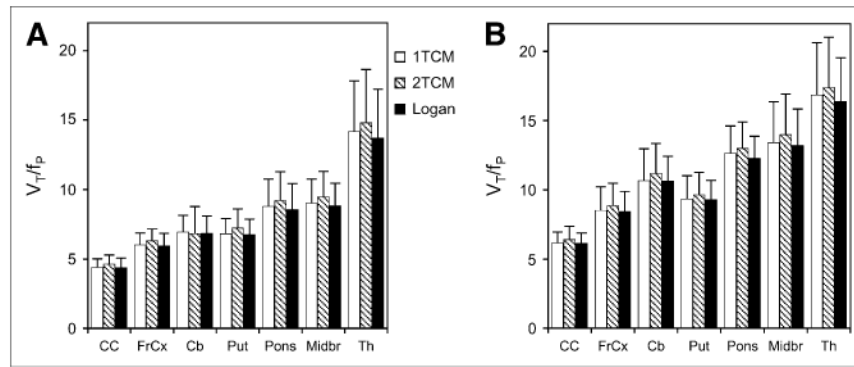 A
B
20
15
10
5
0
V_T/f_P
1TCM
2TCM
Logan
CC FrCx Cb Put Pons Midbr Th
20
15
10
5
0
V_T/f_P
CC FrCx Cb Put Pons Midbr Th